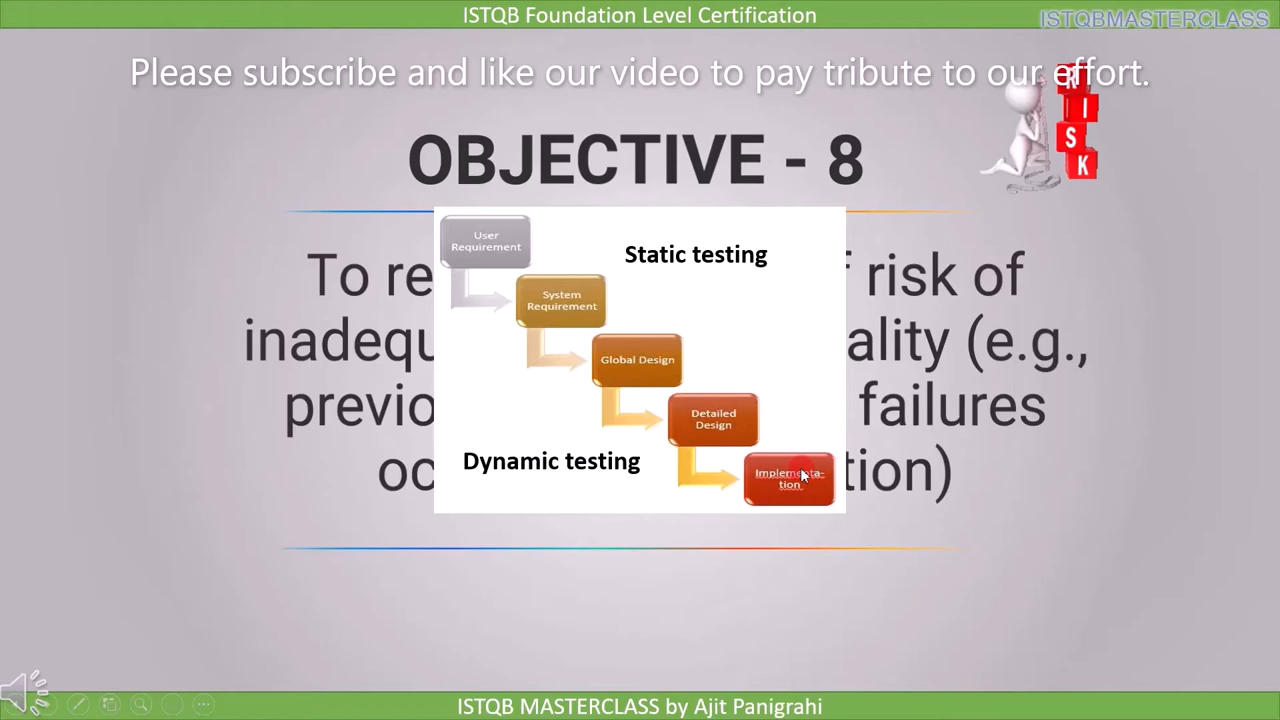 ISTQB Foundation Level Certification
ISTQBMASTERCLASS
Please subscribe and like our video to pay tribute to our effort.
R
I
S
K
OBJECTIVE - 8
To re f risk of
inadequ ality (e.g.,
previo failures
oc tion)
User
Requirement
Static testing
System
Requirement
Global Design
Detailed
Design
Dynamic testing
Implementa-
tion
ISTQB MASTERCLASS by Ajit Panigrahi